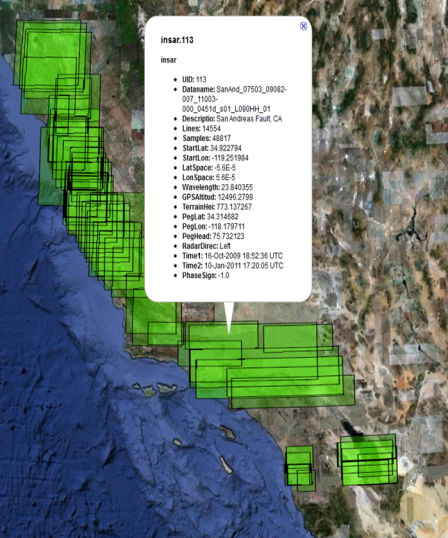 insar.113
insar
UID: 113
Dataname: SanAnd_07503_09082-
007_11003-
000_0451d_s01_L090HH_01
Descriptio: San Andreas Fault, CA
Lines: 14554
Samples: 48817
StartLat: 34.922794
StartLon: -119.251984
LatSpace: -5.6E-5
LonSpace: 5.6E-5
Wavelength: 23.840355
GPSAltitud: 12496.2799
TerrainHei: 773.137267
PegLat: 34.314682
PegLon: -118.179711
PegHead: 75.732123
RadarDirec: Left
Time1: 16-Oct-2009 18:52:36 UTC
Time2: 10-Jan-2011 17:20:05 UTC
PhaseSign: -1.0